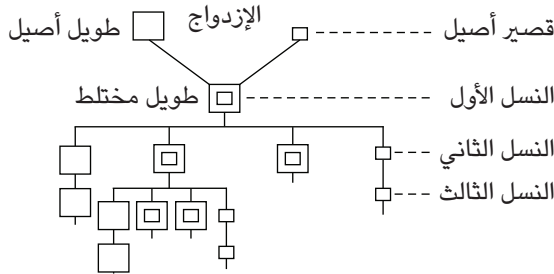 قصير أصيل
الإزدواج
طويل أصيل
النسل الأول
طويل مختلط
النسل الثاني
النسل الثالث